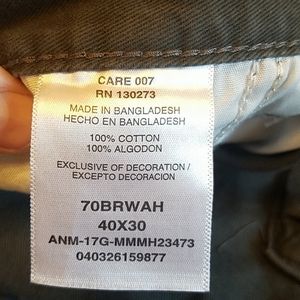 CARE 007
RN 130273
MADE IN BANGLADESH
HECHO EN BANGLADESH
100% COTTON
100% ALGODON
EXCLUSIVE OF DECORATION /
EXCEPTO DECORACION
70BRWAH
40X30
ANM-17G-MMMH23473
040326159877